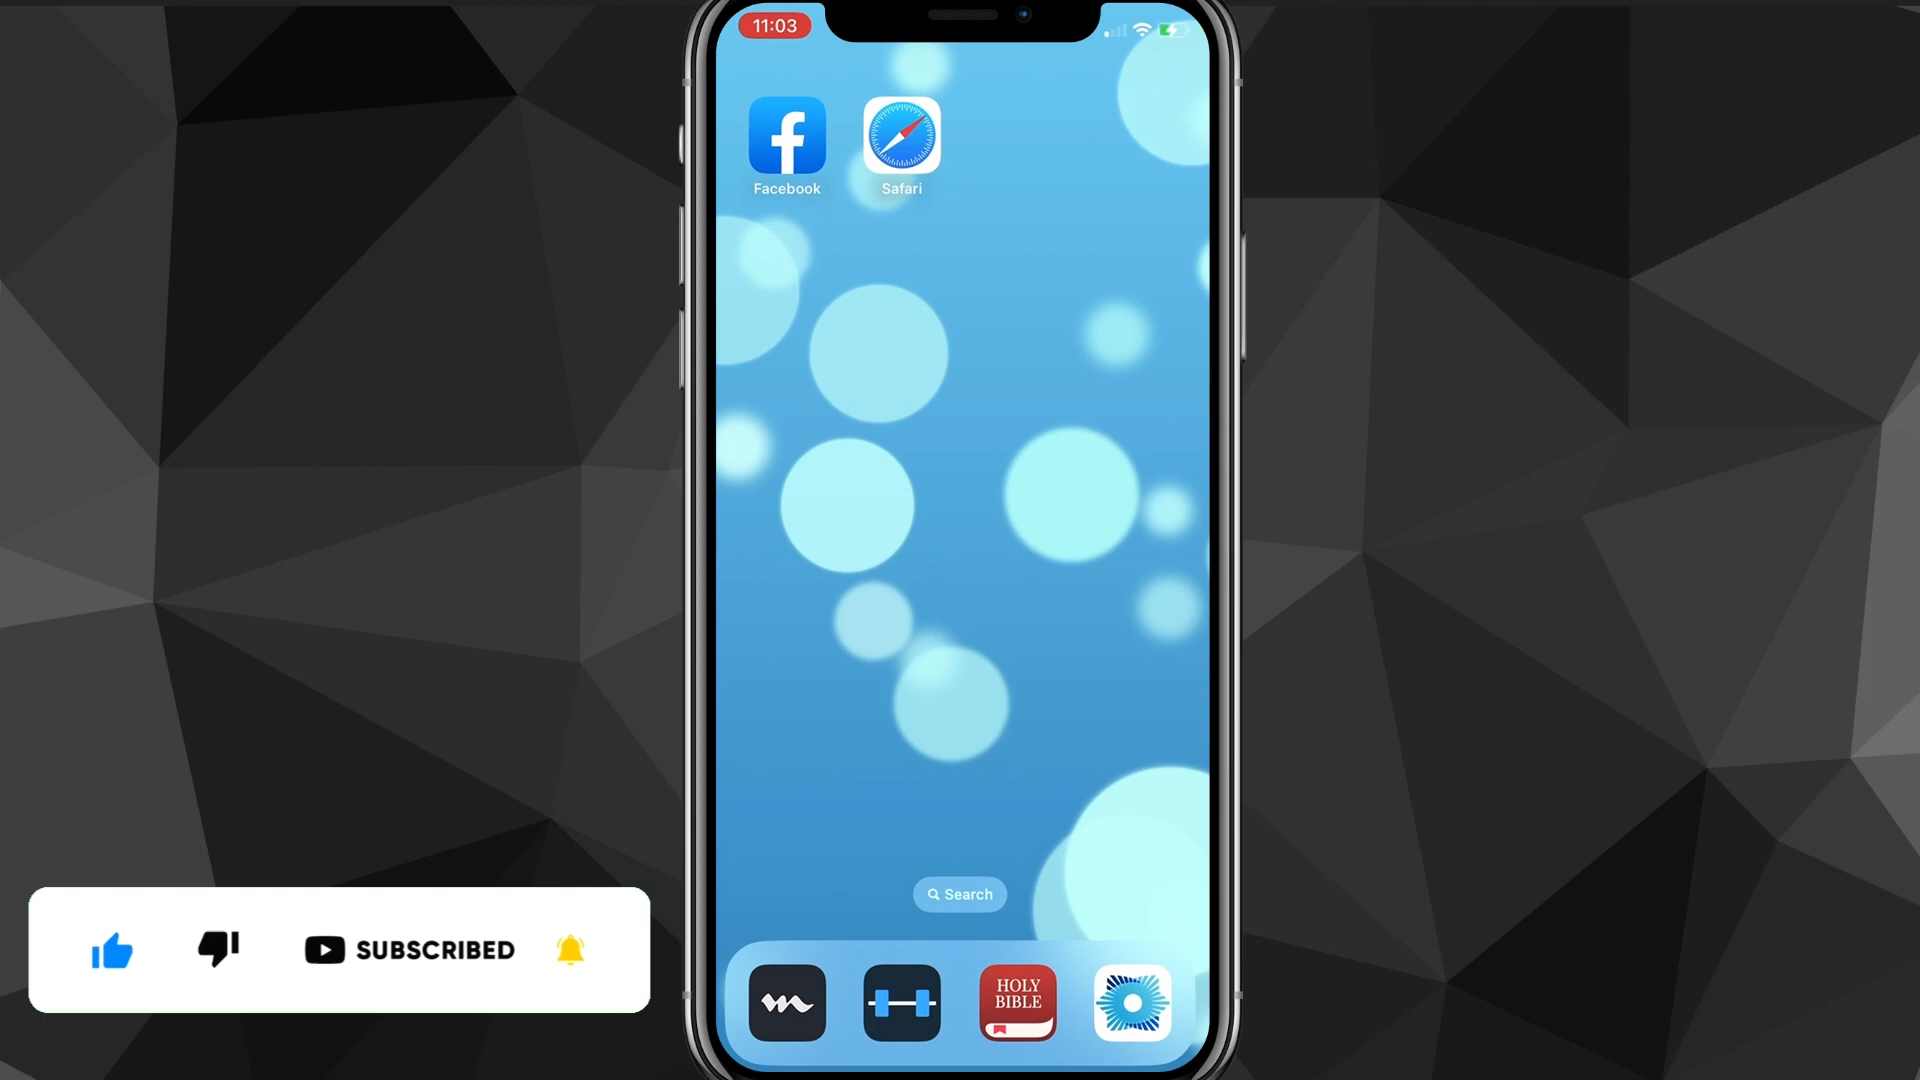 11:03
Facebook
Safari
Search
SUBSCRIBED
HOLY
BIBLE